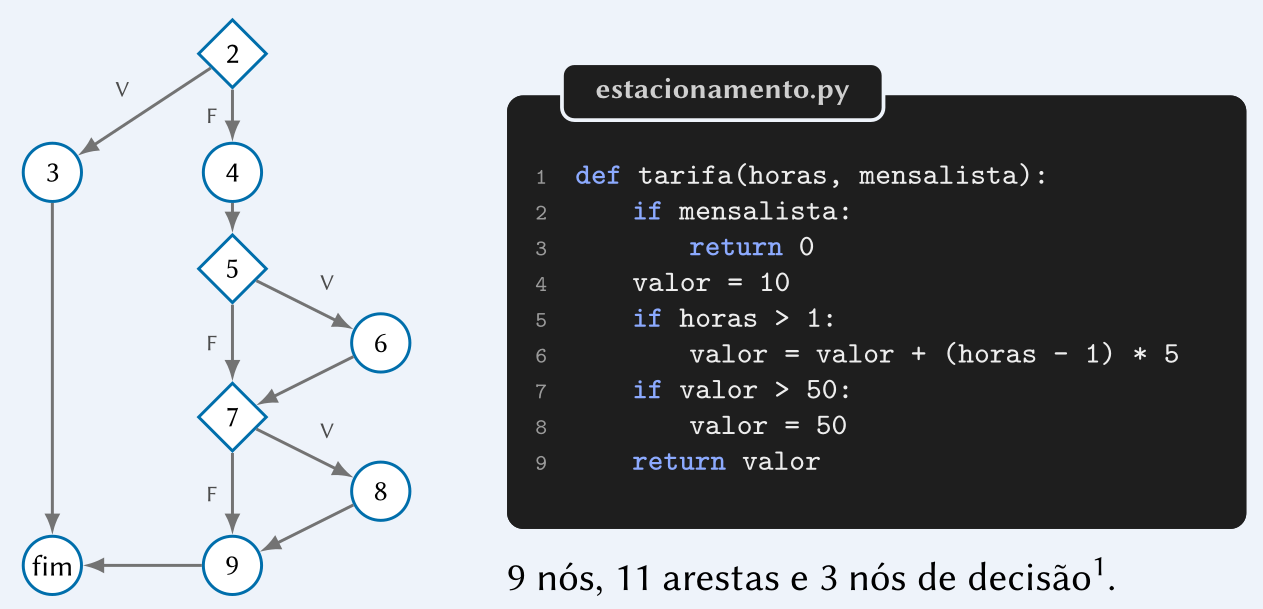 2
V
F
3
4
5
V
F
6
7
V
F
8
fim
9
estacionamento.py
1 def tarifa(horas, mensalista):
2 if mensalista:
3 return 0
4 valor = 10
5 if horas > 1:
6 valor = valor + (horas - 1) * 5
7 if valor > 50:
8 valor = 50
9 return valor
9 nós, 11 arestas e 3 nós de decisão¹.